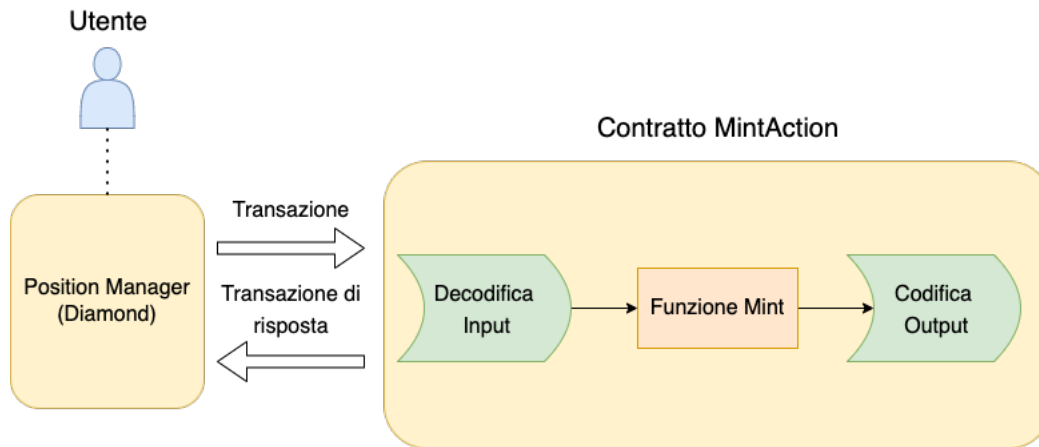 Utente
Contratto MintAction
Transazione
Position Manager
(Diamond)
Transazione di
risposta
Decodifica
Input
Funzione Mint
Codifica
Output